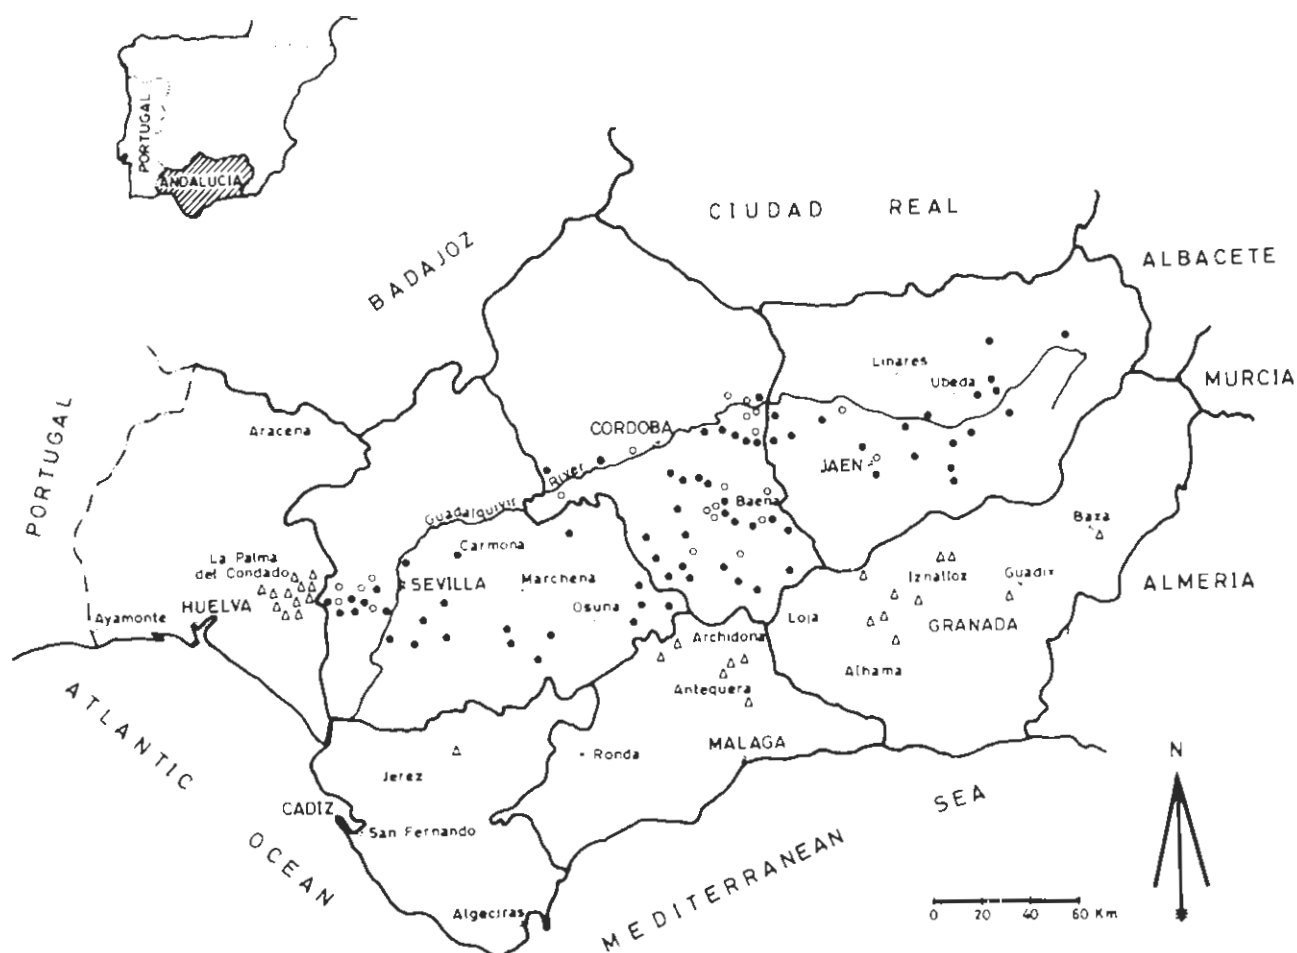 PORTUGAL
ANDALUCIA
CIUDAD REAL
BADAJOZ
ALBACETE
MURCIA
ALMERIA
PORTUGAL
Linares
Ubeda
Aracena
CORDOBA
JAEN
Guadalquivir River
Baena
Baza
Carmona
La Palma
del Condado
SEVILLA
Marchena
Iznalloz
Guadix
HUELVA
Osuna
Ayamonte
Loja
GRANADA
Archidona
Alhama
Antequera
ATLANTIC OCEAN
Ronda
MALAGA
Jerez
CADIZ
San Fernando
Algeciras
MEDITERRANEAN SEA
N
0 20 40 60 Km